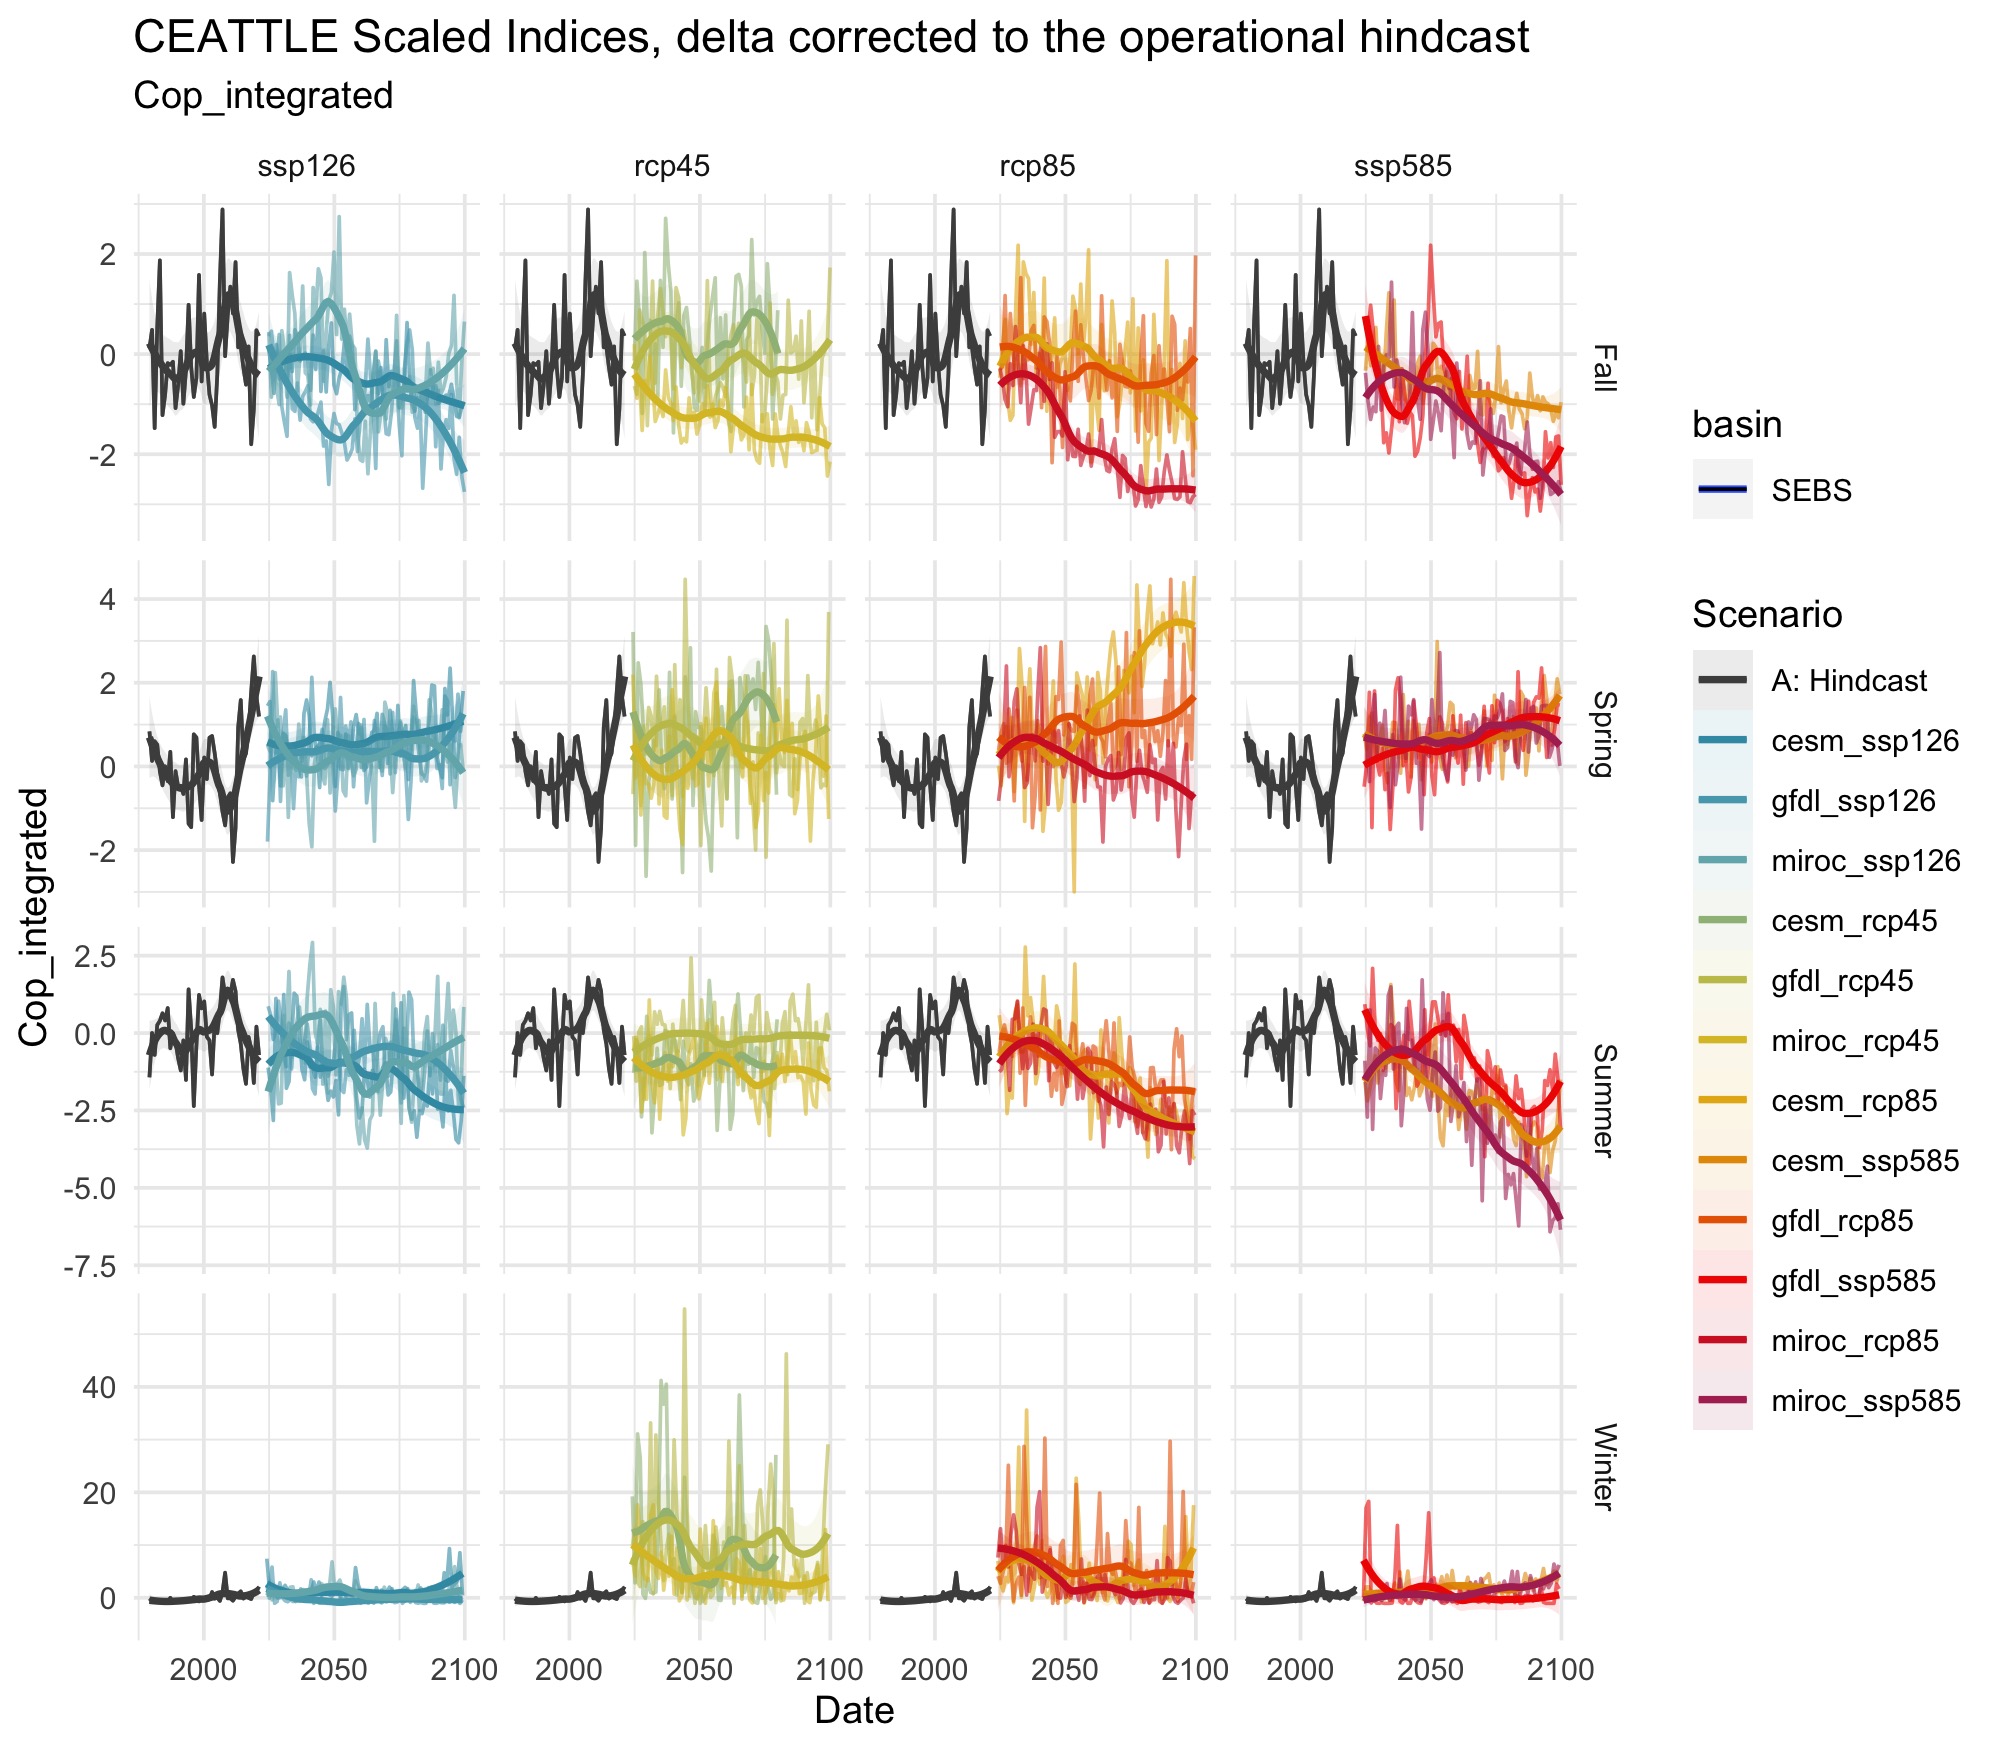 CEATTLE Scaled Indices, delta corrected to the operational hindcast
Cop_integrated
ssp126 rcp45 rcp85 ssp585
2
0
-2
Fall
4
2
0
-2
Spring
2.5
0.0
-2.5
-5.0
-7.5
Summer
40
20
0
Winter
Cop_integrated
2000 2050 2100 2000 2050 2100 2000 2050 2100 2000 2050 2100
Date
basin
SEBS
Scenario
A: Hindcast
cesm_ssp126
gfdl_ssp126
miroc_ssp126
cesm_rcp45
gfdl_rcp45
miroc_rcp45
cesm_rcp85
cesm_ssp585
gfdl_rcp85
gfdl_ssp585
miroc_rcp85
miroc_ssp585